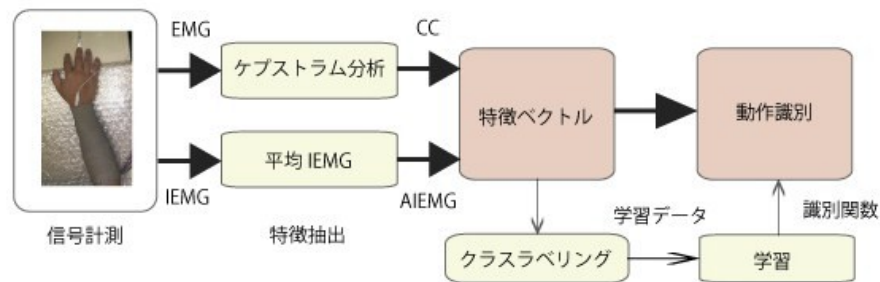 EMG
CC
ケプストラム分析
特徴ベクトル
動作識別
平均 IEMG
IEMG
AIEMG
信号計測
特徴抽出
学習データ
識別関数
クラスラベリング
学習